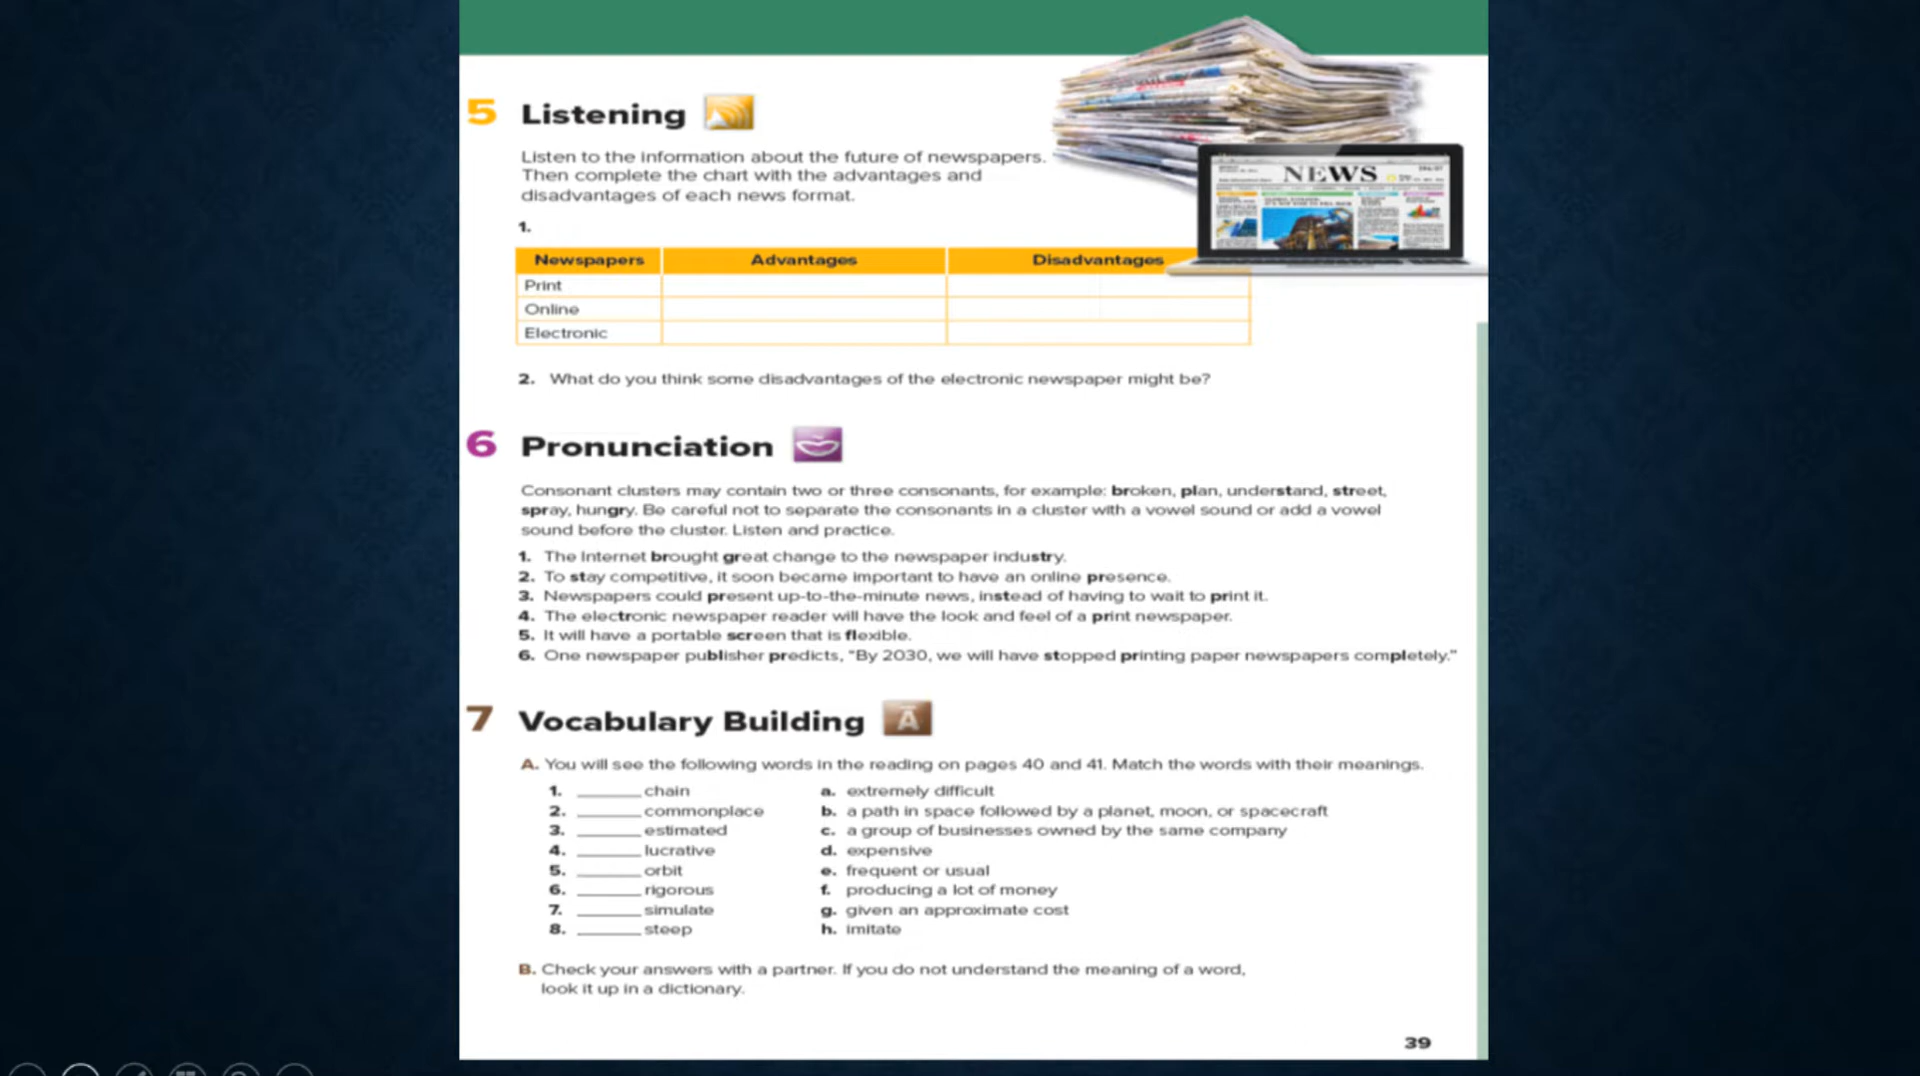 5 Listening
Listen to the information about the future of newspapers.
Then complete the chart with the advantages and
disadvantages of each news format.
1.
Newspapers Advantages Disadvantages
Print
Online
Electronic
NEWS
2. What do you think some disadvantages of the electronic newspaper might be?
6 Pronunciation
Consonant clusters may contain two or three consonants, for example: broken, plan, understand, street,
spray, hungry. Be careful not to separate the consonants in a cluster with a vowel sound or add a vowel
sound before the cluster. Listen and practice.
1. The Internet brought great change to the newspaper industry.
2. To stay competitive, it soon became important to have an online presence.
3. Newspapers could present up-to-the-minute news, instead of having to wait to print it.
4. The electronic newspaper reader will have the look and feel of a print newspaper.
5. It will have a portable screen that is flexible.
6. One newspaper publisher predicts, "By 2030, we will have stopped printing paper newspapers completely."
7 Vocabulary Building A
A. You will see the following words in the reading on pages 40 and 41. Match the words with their meanings.
1. ______ chain a. extremely difficult
2. ______ commonplace b. a path in space followed by a planet, moon, or spacecraft
3. ______ estimated c. a group of businesses owned by the same company
4. ______ lucrative d. expensive
5. ______ orbit e. frequent or usual
6. ______ rigorous f. producing a lot of money
7. ______ simulate g. given an approximate cost
8. ______ steep h. imitate
B. Check your answers with a partner. If you do not understand the meaning of a word,
look it up in a dictionary.
39